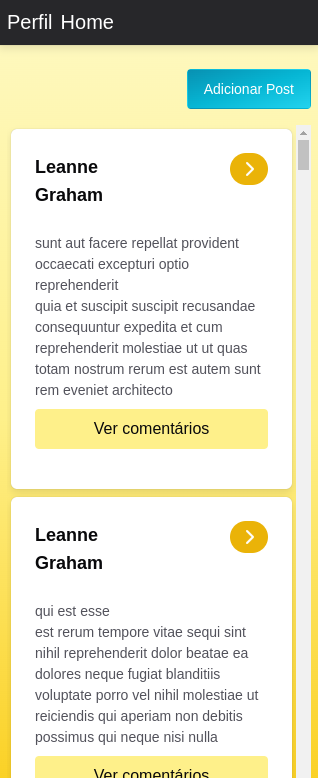 Perfil Home
Adicionar Post
Leanne
Graham
sunt aut facere repellat provident
occaecati excepturi optio
reprehenderit
quia et suscipit suscipit recusandae
consequuntur expedita et cum
reprehenderit molestiae ut ut quas
totam nostrum rerum est autem sunt
rem eveniet architecto
Ver comentários
Leanne
Graham
qui est esse
est rerum tempore vitae sequi sint
nihil reprehenderit dolor beatae ea
dolores neque fugiat blanditiis
voluptate porro vel nihil molestiae ut
reiciendis qui aperiam non debitis
possimus qui neque nisi nulla
Ver comentários